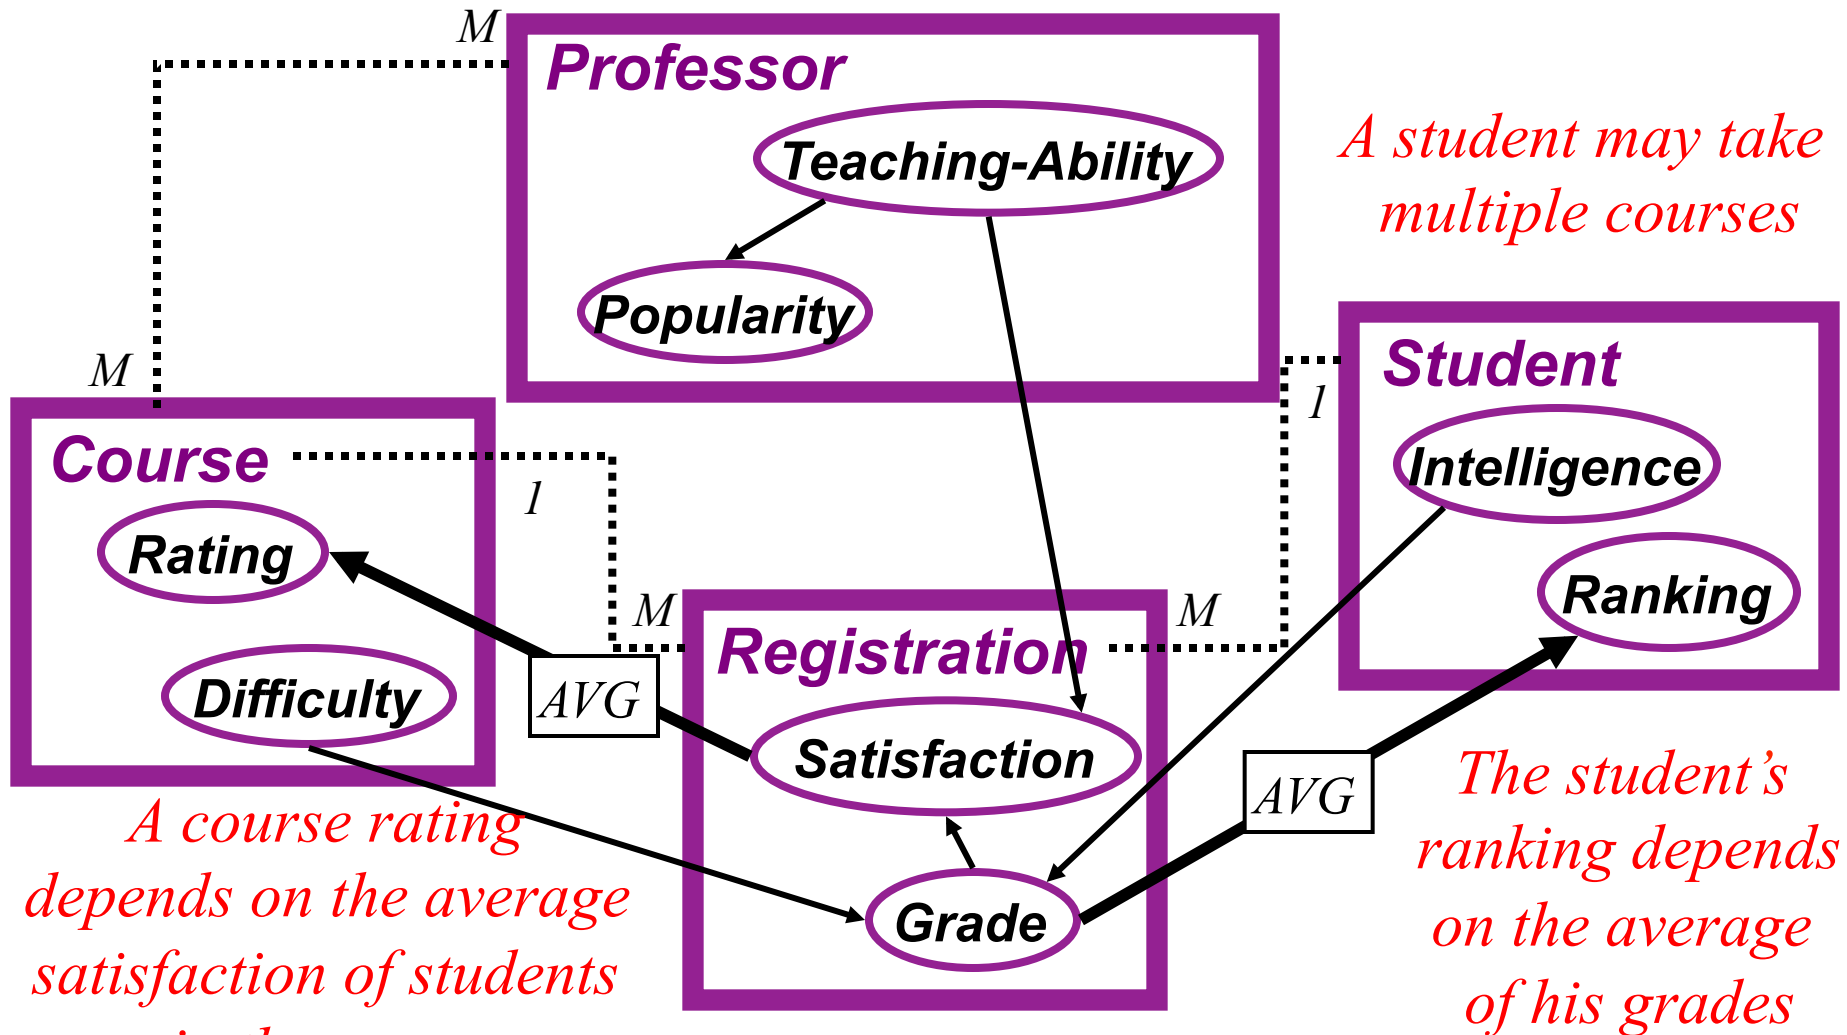 M
Professor
Teaching-Ability
Popularity
A student may take
multiple courses
M
1
Student
Intelligence
Ranking
Course
1
Rating
Difficulty
M
M
Registration
AVG
Satisfaction
Grade
AVG
A course rating
depends on the average
satisfaction of students
The student’s
ranking depends
on the average
of his grades